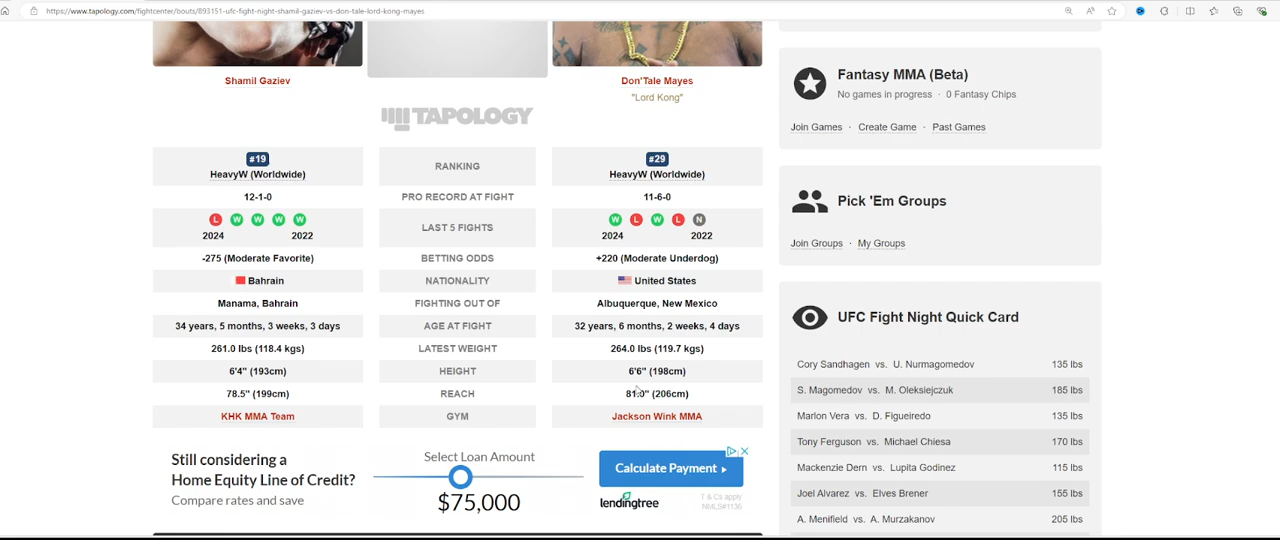 https://www.tapology.com/fightcenter/bouts/893151-ufc-fight-night-shamil-gaziev-vs-don-tale-lord-kong-mayes
Shamil Gaziev
Don'Tale Mayes
"Lord Kong"
TAPOLOGY
#19
HeavyW (Worldwide)
RANKING
#29
HeavyW (Worldwide)
12-1-0
PRO RECORD AT FIGHT
11-6-0
L W W W W
2024 2022
LAST 5 FIGHTS
W L W L N
2024 2022
-275 (Moderate Favorite)
BETTING ODDS
+220 (Moderate Underdog)
Bahrain
NATIONALITY
United States
Manama, Bahrain
FIGHTING OUT OF
Albuquerque, New Mexico
34 years, 5 months, 3 weeks, 3 days
AGE AT FIGHT
32 years, 6 months, 2 weeks, 4 days
261.0 lbs (118.4 kgs)
LATEST WEIGHT
264.0 lbs (119.7 kgs)
6'4" (193cm)
HEIGHT
6'6" (198cm)
78.5" (199cm)
REACH
81.0" (206cm)
KHK MMA Team
GYM
Jackson Wink MMA
Still considering a
Home Equity Line of Credit?
Compare rates and save
Select Loan Amount
$75,000
Calculate Payment
lendingtree
T & Cs apply
NMLS#1136
Fantasy MMA (Beta)
No games in progress · 0 Fantasy Chips
Join Games · Create Game · Past Games
Pick 'Em Groups
Join Groups · My Groups
UFC Fight Night Quick Card
Cory Sandhagen vs. U. Nurmagomedov 135 lbs
S. Magomedov vs. M. Oleksiejczuk 185 lbs
Marlon Vera vs. D. Figueiredo 135 lbs
Tony Ferguson vs. Michael Chiesa 170 lbs
Mackenzie Dern vs. Lupita Godinez 115 lbs
Joel Alvarez vs. Elves Brener 155 lbs
A. Menifield vs. A. Murzakanov 205 lbs